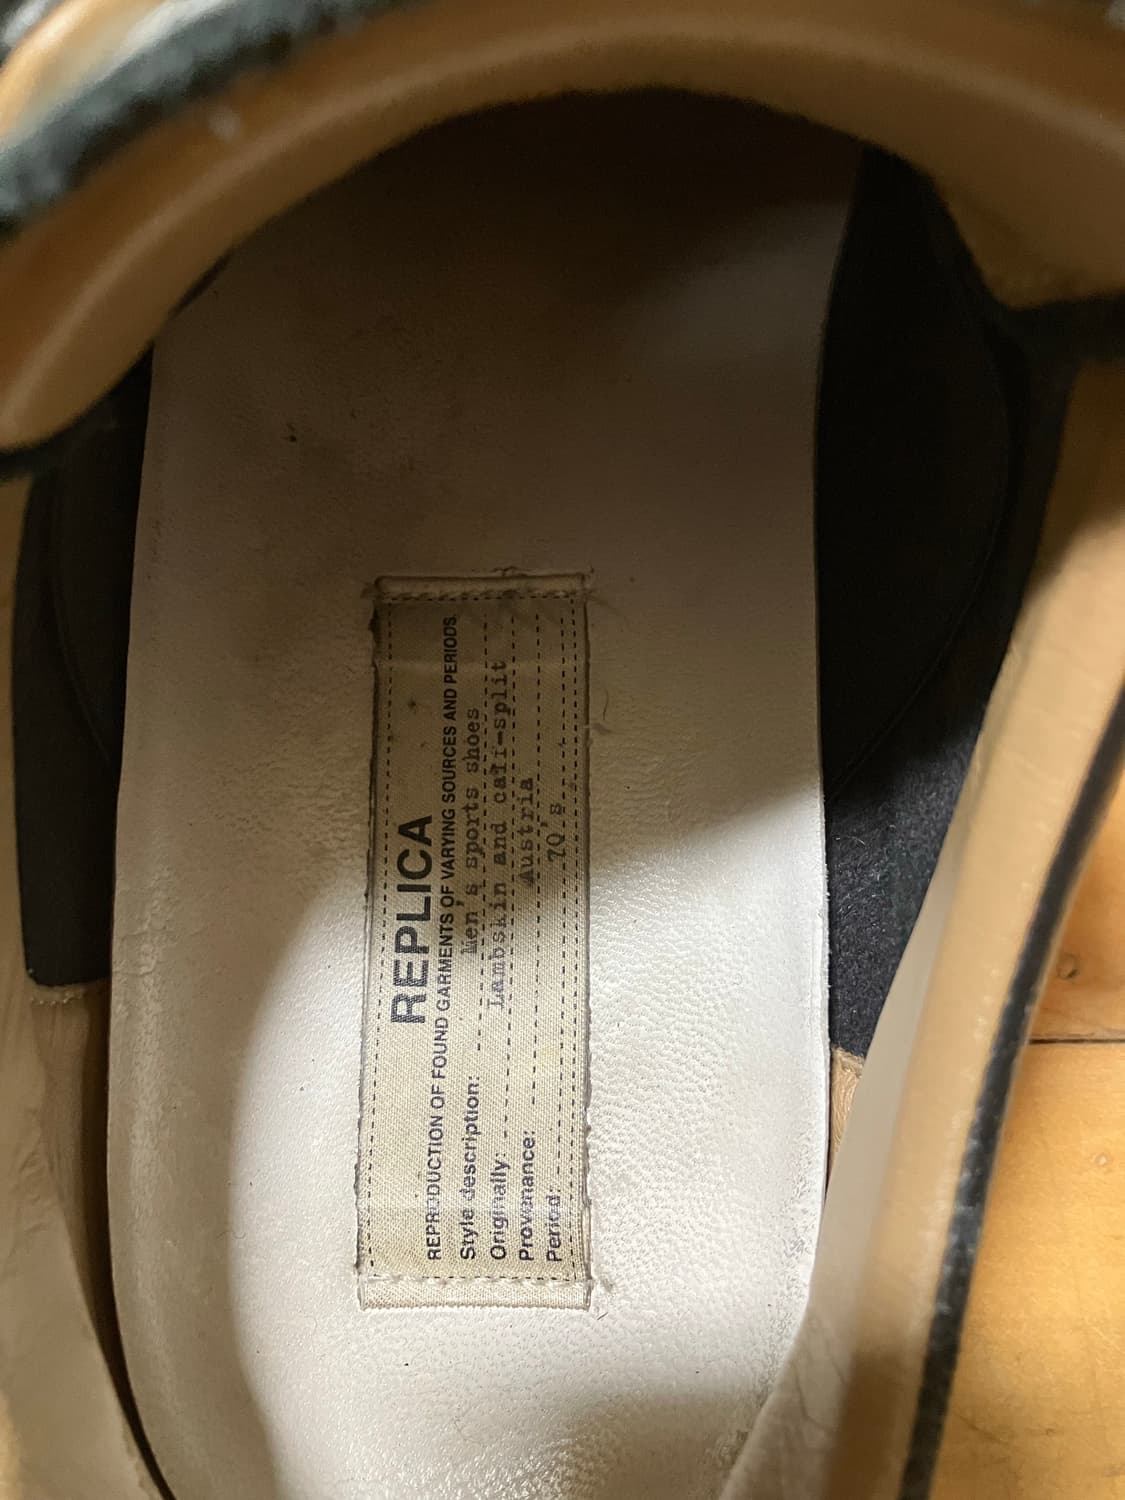 REPLICA
REPRODUCTION OF FOUND GARMENTS OF VARYING SOURCES AND PERIODS
Style description: Men's sports shoes
Originally: Lambskin and calf-split
Provenance: Austria
Period: 70's